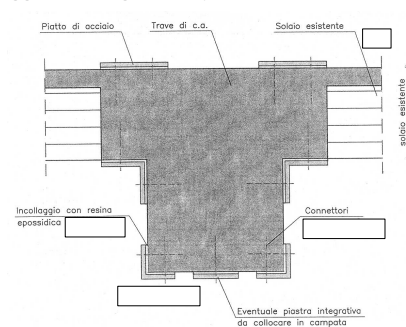 Piatto di acciaio
Trave di c.a.
Solaio esistente
solaio esistente
Incollaggio con resina
epossidica
Connettori
Eventuale piastra integrativa
da collocare in campata